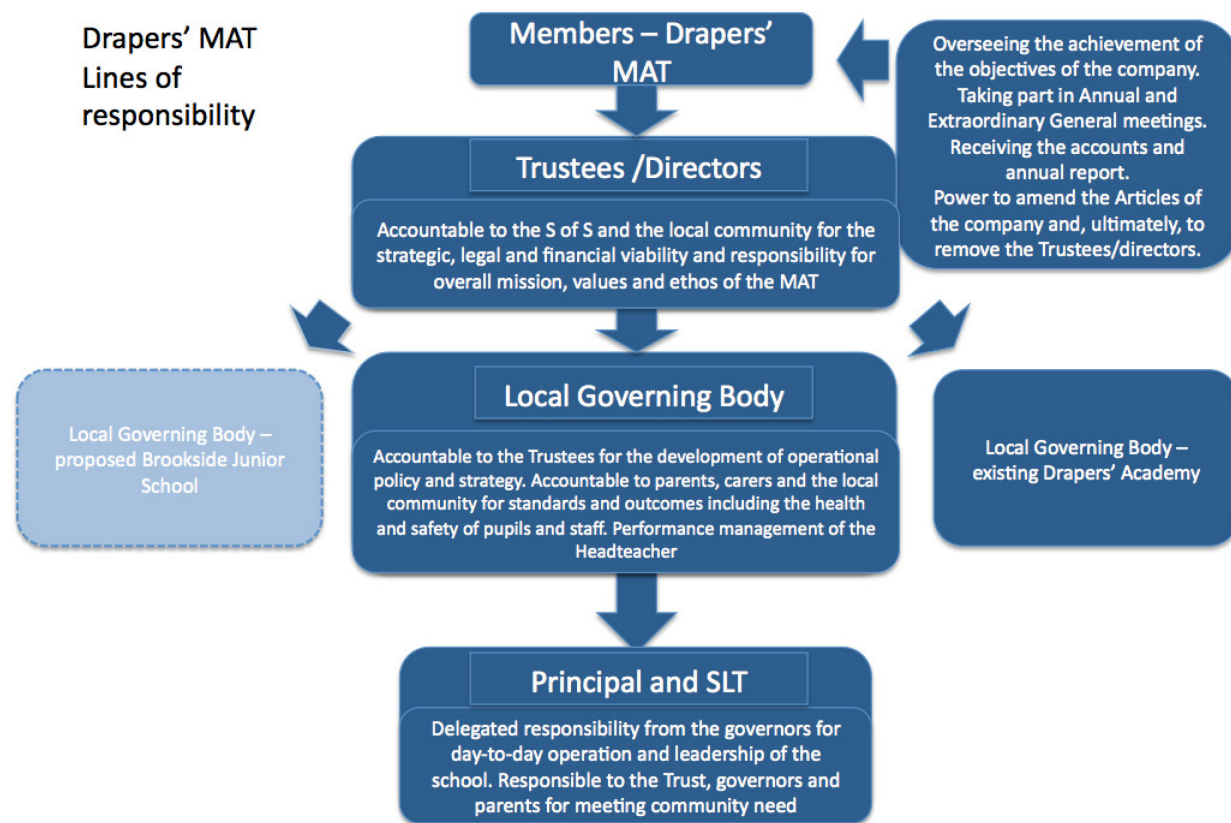 Drapers’ MAT
Lines of
responsibility
Members – Drapers’
MAT
Overseeing the achievement of
the objectives of the company.
Taking part in Annual and
Extraordinary General meetings.
Receiving the accounts and
annual report.
Power to amend the Articles of
the company and, ultimately, to
remove the Trustees/directors.
Trustees /Directors
Accountable to the S of S and the local community for the
strategic, legal and financial viability and responsibility for
overall mission, values and ethos of the MAT
Local Governing Body –
proposed Brookside Junior
School
Local Governing Body
Accountable to the Trustees for the development of operational
policy and strategy. Accountable to parents, carers and the local
community for standards and outcomes including the health
and safety of pupils and staff. Performance management of the
Headteacher
Local Governing Body –
existing Drapers’ Academy
Principal and SLT
Delegated responsibility from the governors for
day-to-day operation and leadership of the
school. Responsible to the Trust, governors and
parents for meeting community need